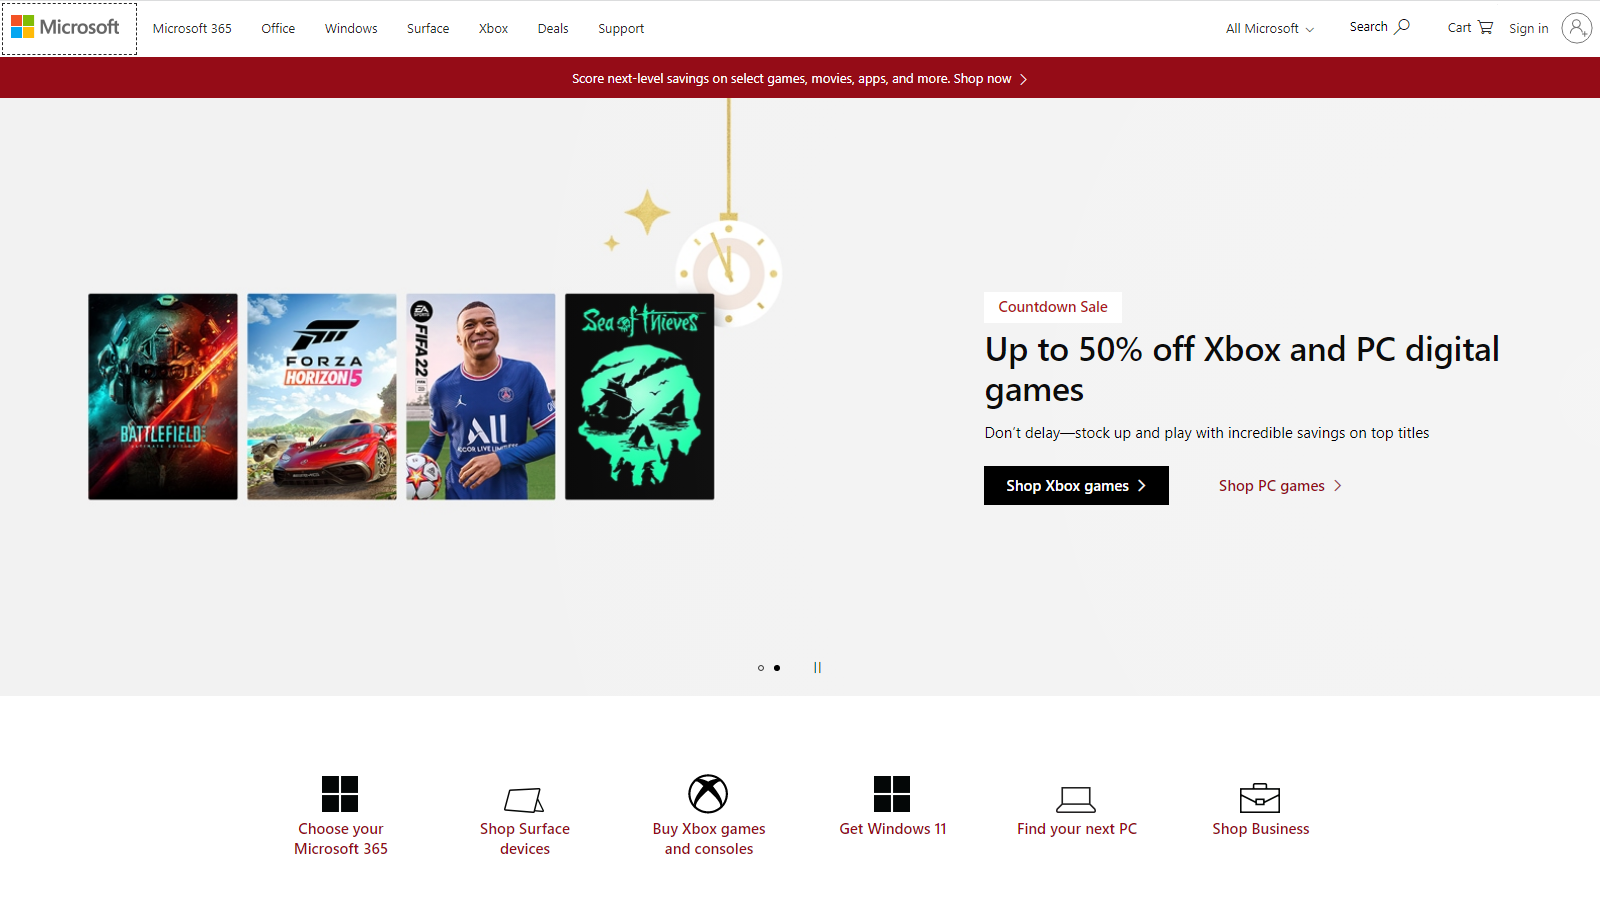 Microsoft
Microsoft 365
Office
Windows
Surface
Xbox
Deals
Support
All Microsoft
Search
Cart
Sign in
Score next-level savings on select games, movies, apps, and more. Shop now
BATTLEFIELD
FORZA
HORIZON 5
EA
SPORTS
FIFA 22
ALL
Sea of Thieves
Countdown Sale
Up to 50% off Xbox and PC digital
games
Don't delay—stock up and play with incredible savings on top titles
Shop Xbox games
Shop PC games
Choose your
Microsoft 365
Shop Surface
devices
Buy Xbox games
and consoles
Get Windows 11
Find your next PC
Shop Business